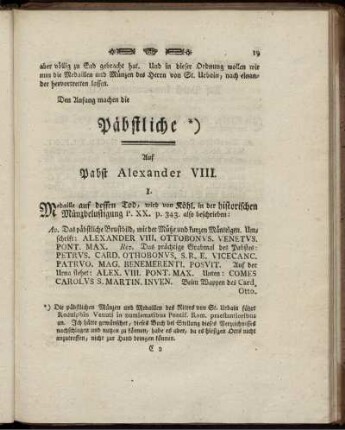 19
aber völlig zu End gebracht hat. Und in dieser Ordnung wollen wir
nun die Medaillen und Münzen des Herrn von St. Urbain, nach einan-
der hervortretten lassen.
Den Anfang machen die
Päbstliche *)
Auf
Pabst Alexander VIII.
I.
Medaille auf dessen Tod, wird von Köhl. in der historischen
Münzbelustigung P. XX. p. 343. also beschrieben:
Av. Das päbstliche Brustbild, mit der Mütze und kurzen Mäntelgen. Um-
schrift: ALEXANDER VIII. OTTOBONVS. VENETVS.
PONT. MAX. Rev. Das prächtige Grabmal des Pabstes:
PETRVS. CARD. OTHOBONVS, S. R. E. VICECANC.
PATRVO. MAG. BENEMERENTI. POSVIT. Auf der
Urna stehet: ALEX. VIII. PONT. MAX. Unten: COMES
CAROLVS S. MARTIN. INVEN. Beim Wappen des Card.
Otto.
*) Die päbstlichen Münzen und Medaillen des Ritters von St. Urbain führt
Rodulphin Venuti in numismatibus Pontif. Rom. præstantioribus
an. Ich hätte gewünschet, dieses Buch bei Stellung dieses Verzeichnisses
nachschlagen und nutzen zu können, habe es aber, da es hiesigen Orts nicht
anzutreffen, nicht zur Hand bringen können.
C 2